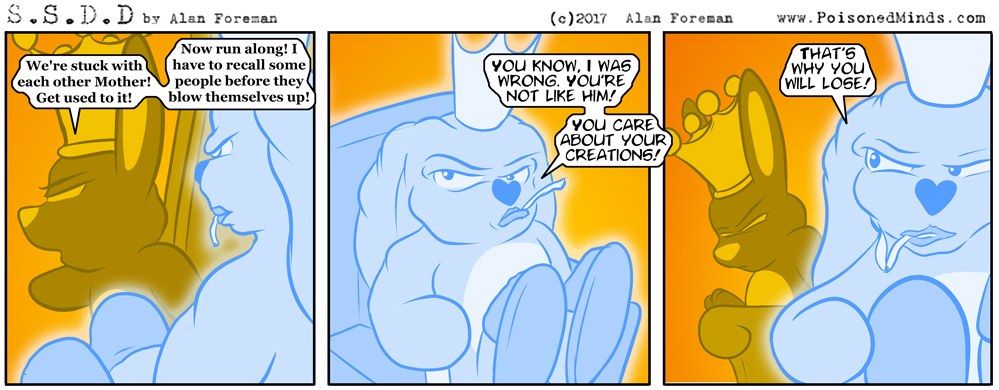 S.S.D.D by Alan Foreman (c)2017 Alan Foreman www.PoisonedMinds.com
We're stuck with
each other Mother!
Get used to it!
Now run along! I
have to recall some
people before they
blow themselves up!
YOU KNOW, I WAS
WRONG. YOU'RE
NOT LIKE HIM!
YOU CARE
ABOUT YOUR
CREATIONS!
THAT'S
WHY YOU
WILL LOSE!